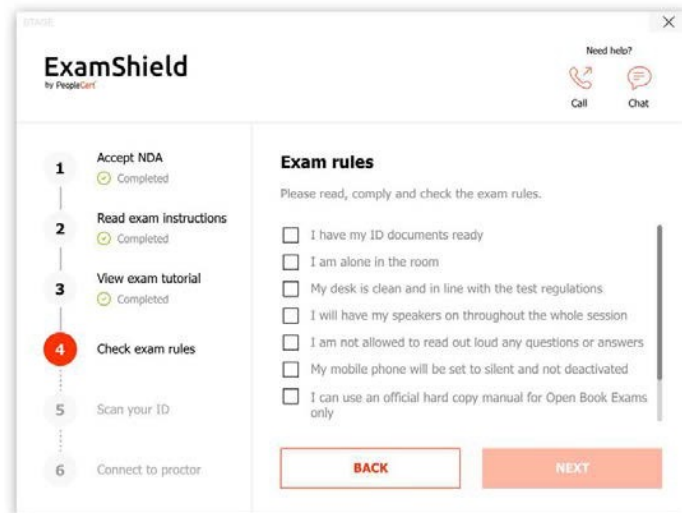 STAGE
Need help?
ExamShield
by PeopleCert
Call
Chat
1
Accept NDA
Completed
2
Read exam instructions
Completed
3
View exam tutorial
Completed
4
Check exam rules
5
Scan your ID
6
Connect to proctor
Exam rules
Please read, comply and check the exam rules.
I have my ID documents ready
I am alone in the room
My desk is clean and in line with the test regulations
I will have my speakers on throughout the whole session
I am not allowed to read out loud any questions or answers
My mobile phone will be set to silent and not deactivated
I can use an official hard copy manual for Open Book Exams
only
BACK
NEXT